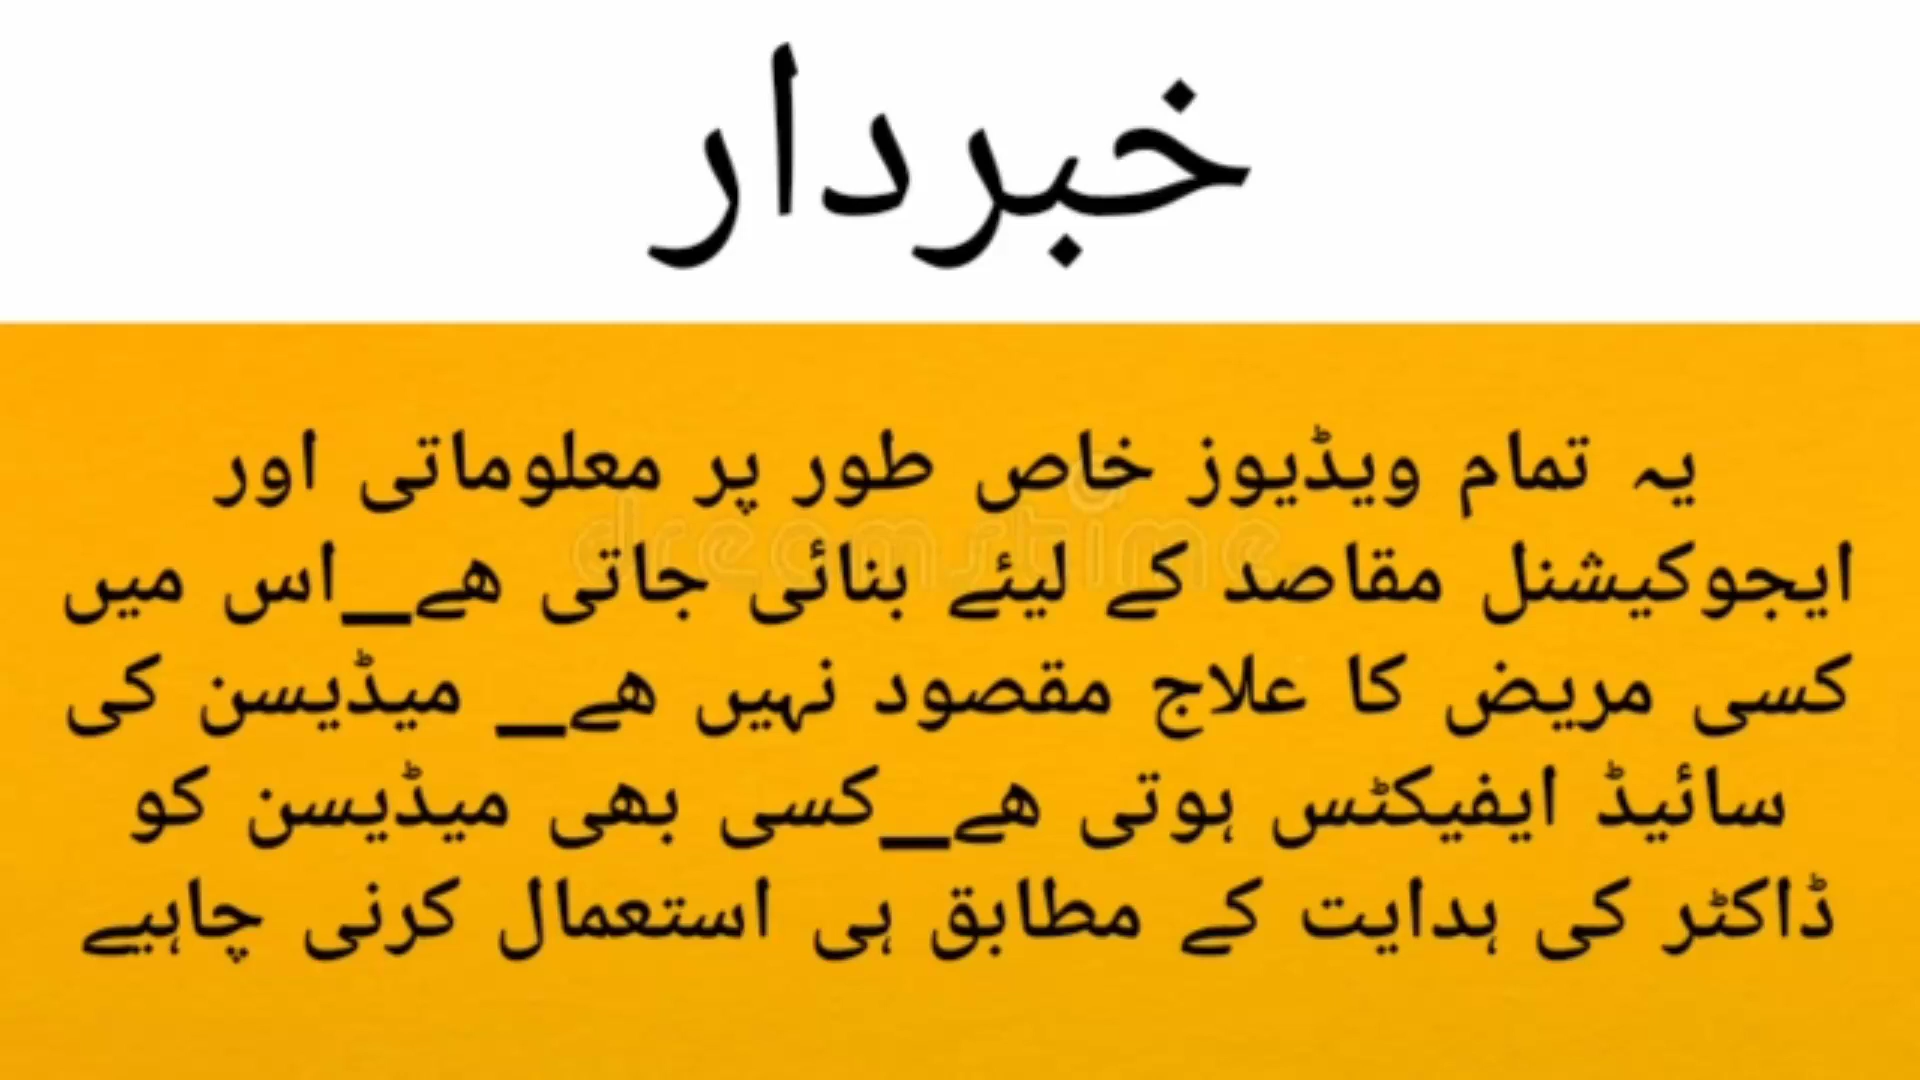 خبردار
یہ تمام ویڈیوز خاص طور پر معلوماتی اور
ایجوکیشنل مقاصد کے لیئے بنائی جاتی ھے_اس میں
کسی مریض کا علاج مقصود نہیں ھے_ میڈیسن کی
سائیڈ ایفیکٹس ہوتی ھے_کسی بھی میڈیسن کو
ڈاکٹر کی ہدایت کے مطابق ہی استعمال کرنی چاہیے
dreamstime